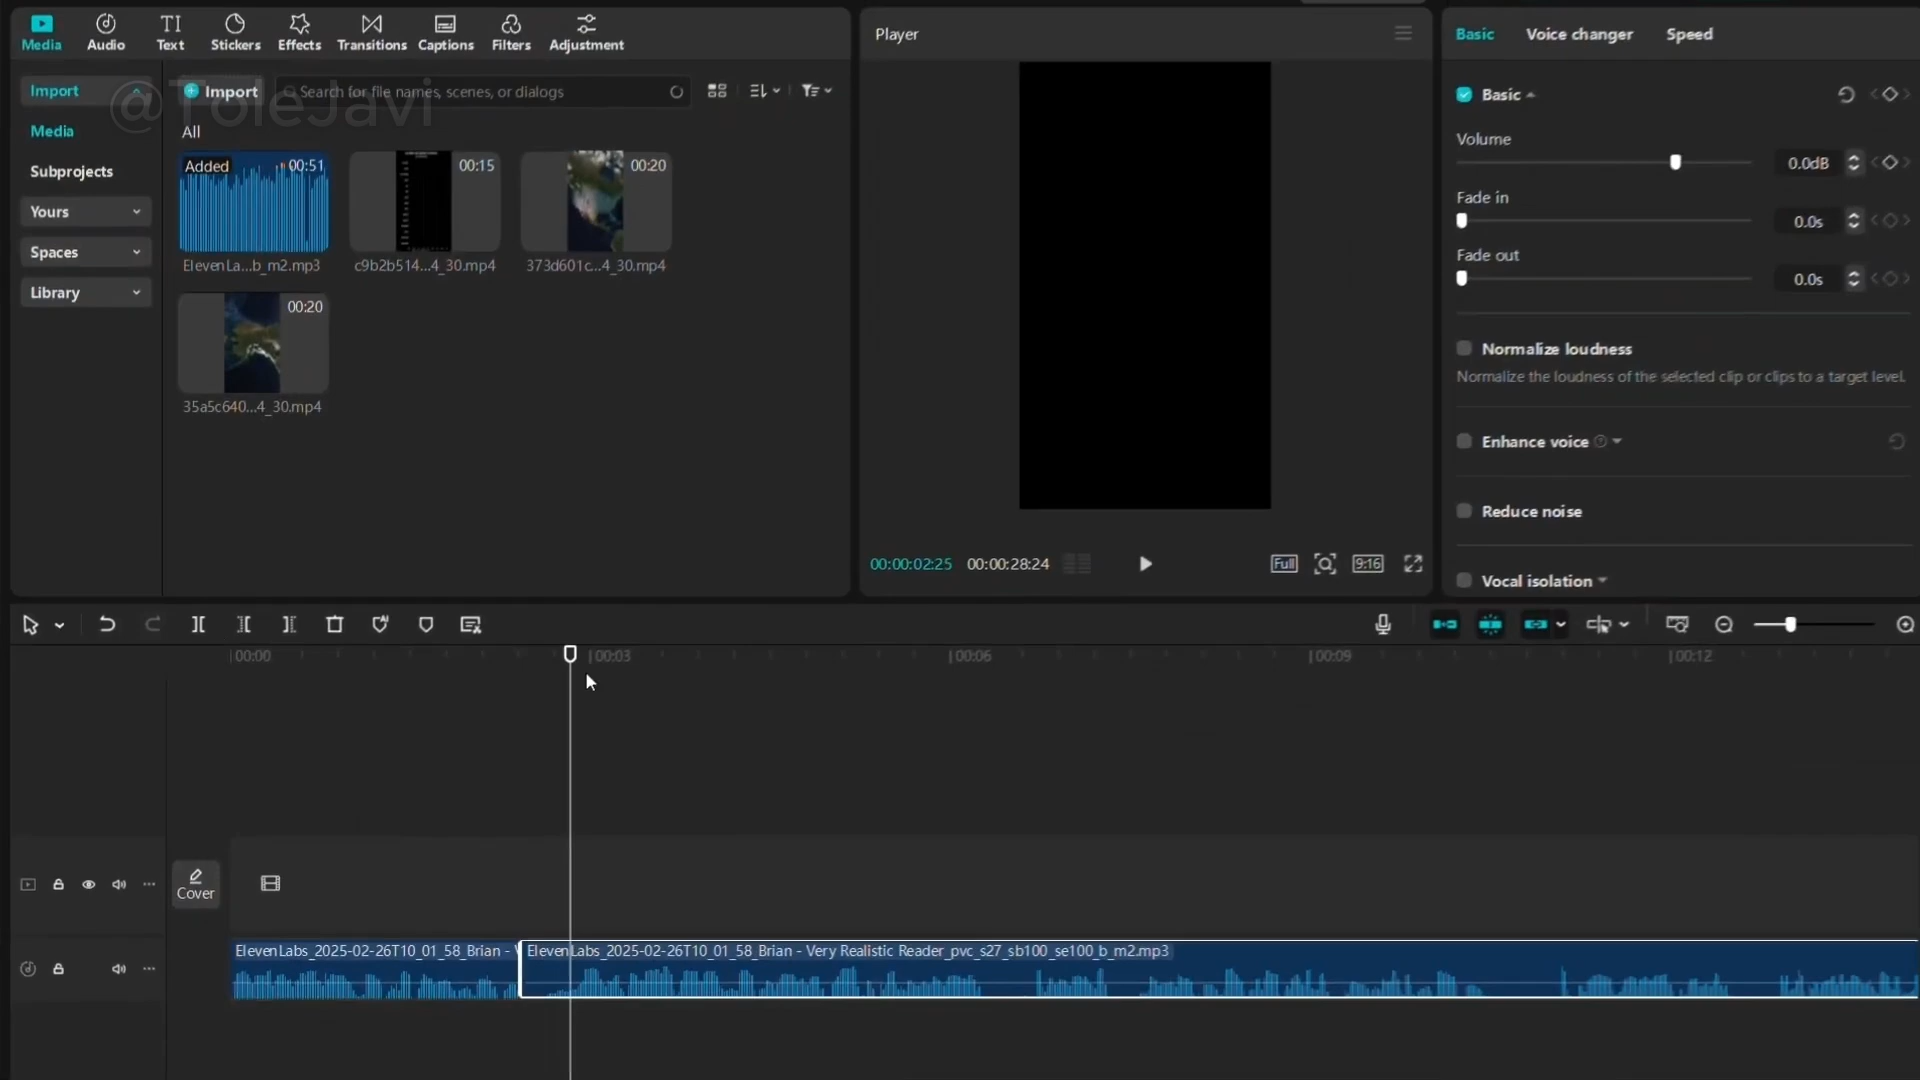 Media
Audio
TI
Text
Stickers
Effects
Transitions
Captions
Filters
Adjustment
Import
Media
Subprojects
Yours
Spaces
Library
@ToleJavi
Import
Search for file names, scenes, or dialogs
All
Added
00:51
ElevenLa...b_m2.mp3
00:15
c9b2b514...4_30.mp4
00:20
373d601c...4_30.mp4
00:20
35a5c640...4_30.mp4
Player
00:00:02:25
00:00:28:24
Full
9:16
Basic
Voice changer
Speed
Basic
Volume
0.0dB
Fade in
0.0s
Fade out
0.0s
Normalize loudness
Normalize the loudness of the selected clip or clips to a target level.
Enhance voice
Reduce noise
Vocal isolation
00:00
00:03
00:06
00:09
00:12
Cover
ElevenLabs_2025-02-26T10_01_58_Brian -
ElevenLabs_2025-02-26T10_01_58_Brian - Very Realistic Reader_pvc_s27_sb100_se100_b_m2.mp3